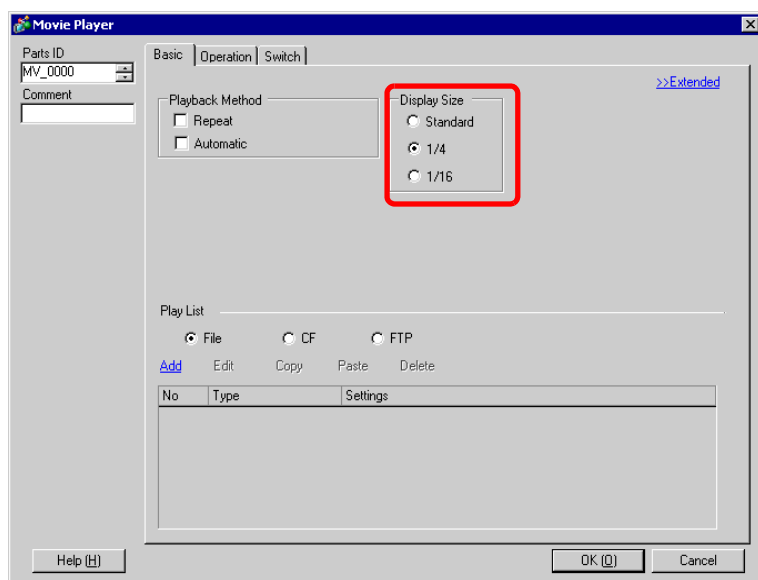 Movie Player
Parts ID
MV_0000
Comment
Basic Operation Switch
>>Extended
Playback Method
Repeat
Automatic
Display Size
Standard
1/4
1/16
Play List
File CF FTP
Add Edit Copy Paste Delete
No Type Settings
Help (H) OK (O) Cancel